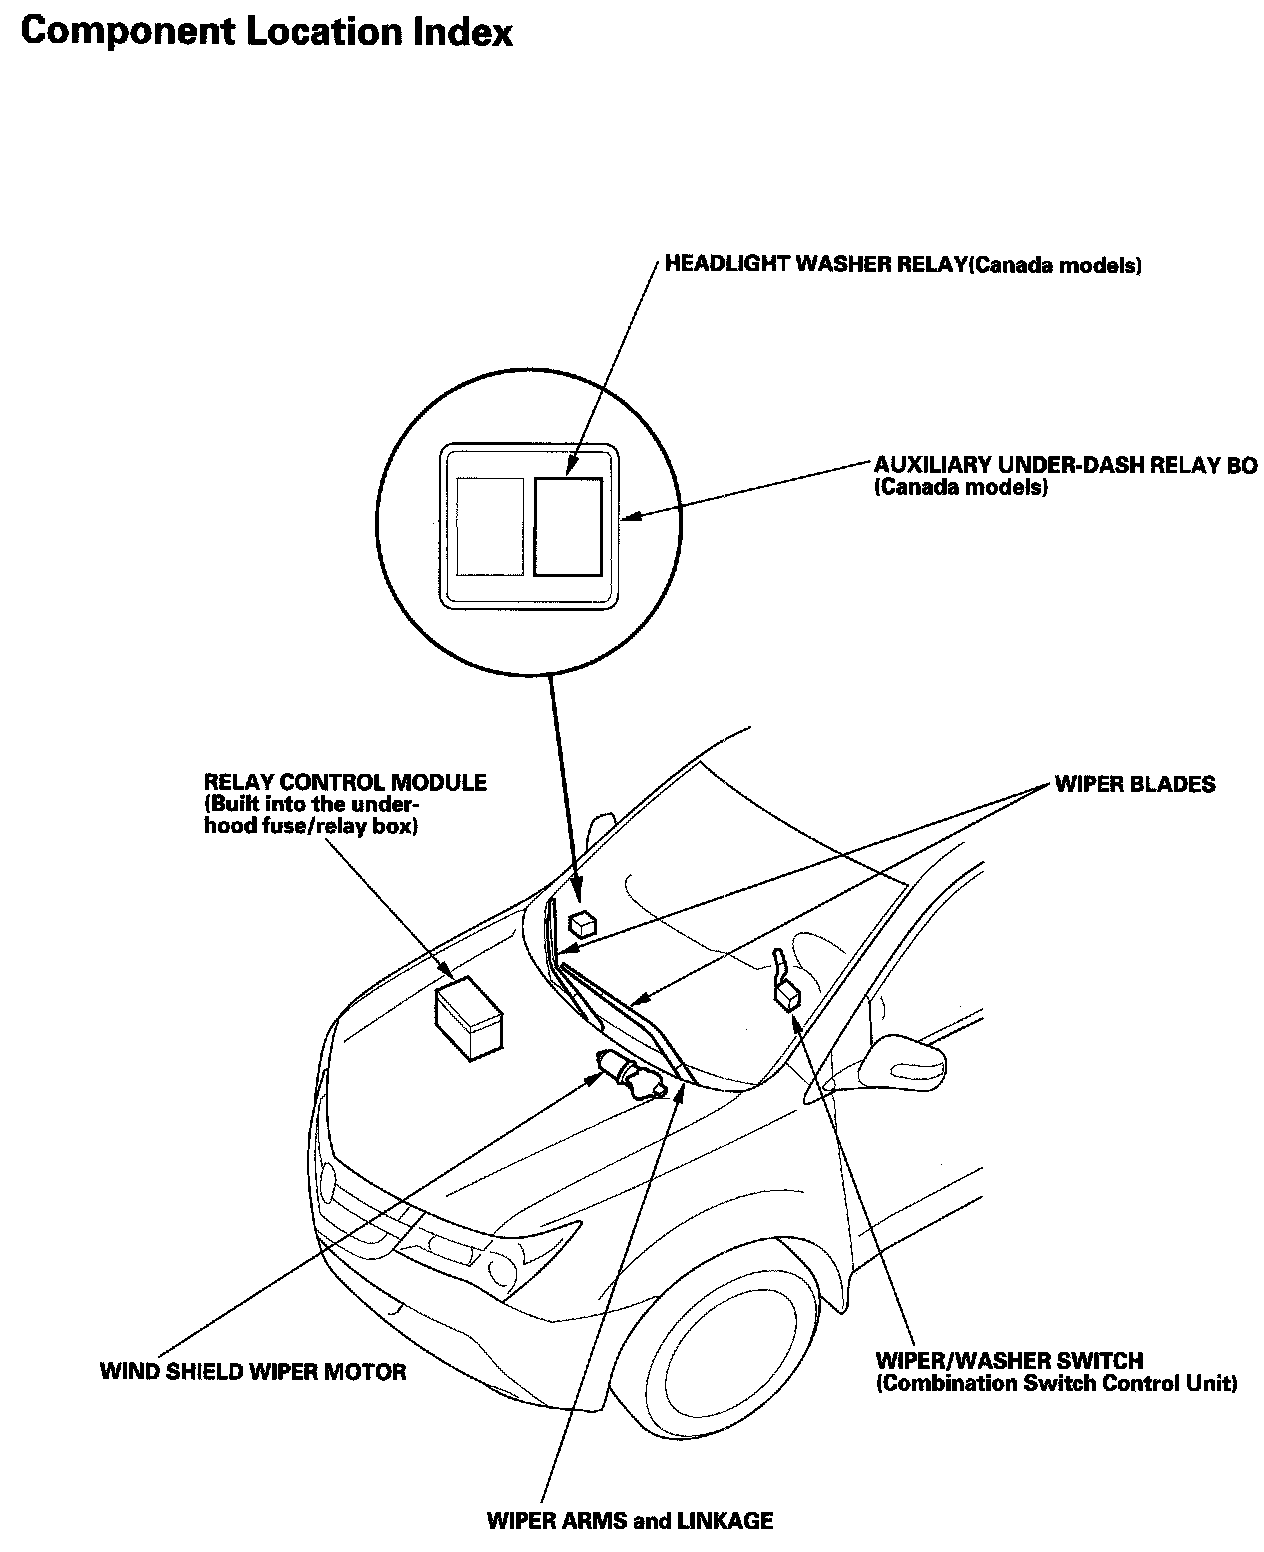 Component Location Index
HEADLIGHT WASHER RELAY(Canada models)
AUXILIARY UNDER-DASH RELAY BO
(Canada models)
RELAY CONTROL MODULE
(Built into the under-
hood fuse/relay box)
WIPER BLADES
WIND SHIELD WIPER MOTOR
WIPER/WASHER SWITCH
(Combination Switch Control Unit)
WIPER ARMS and LINKAGE